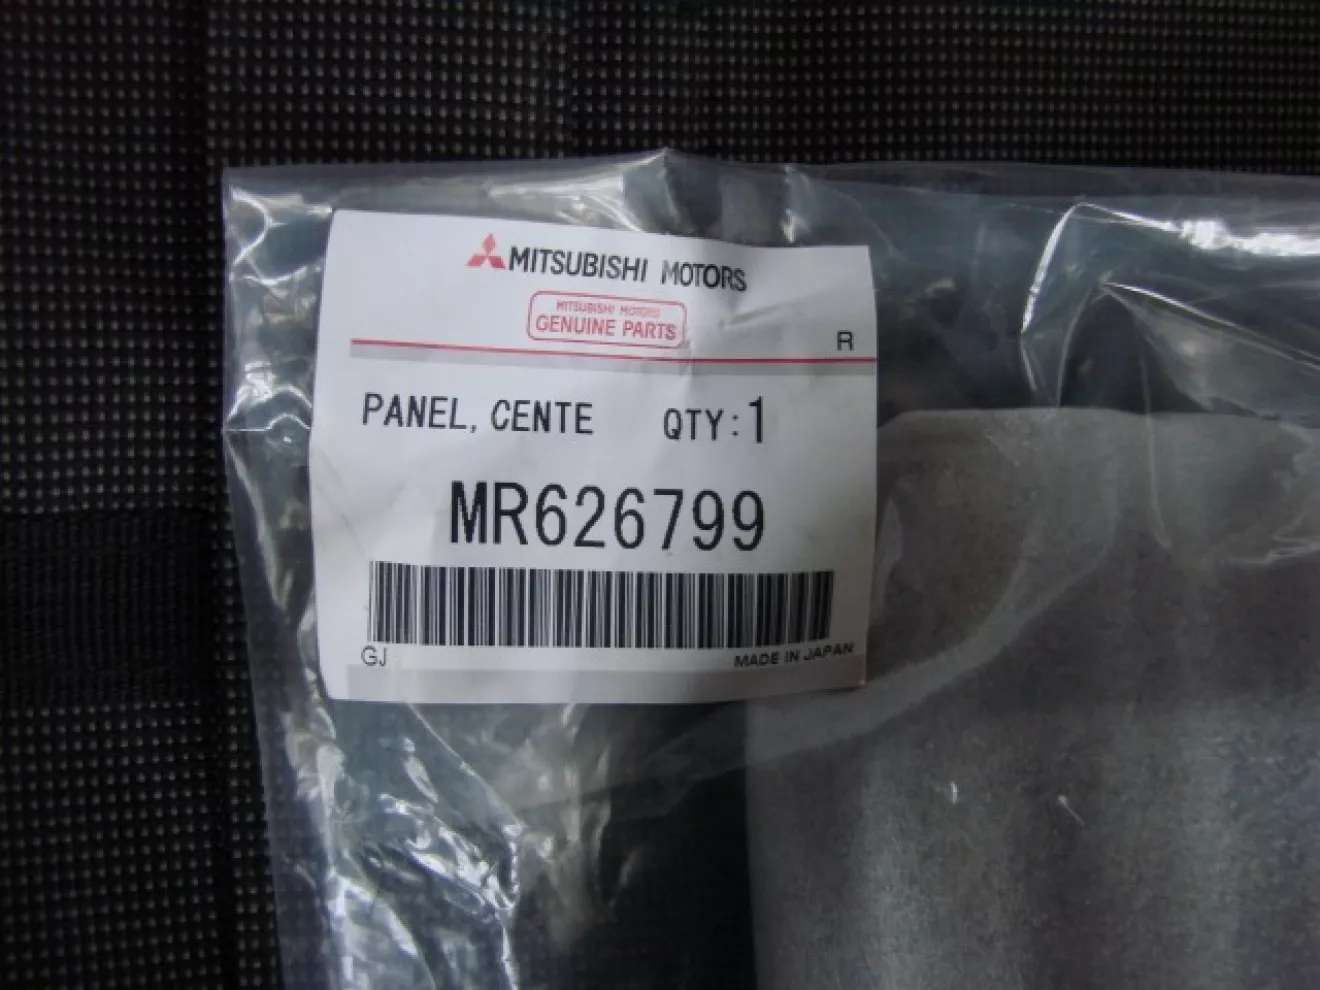 MITSUBISHI MOTORS
MITSUBISHI MOTORS
GENUINE PARTS
R
PANEL, CENTE QTY:1
MR626799
GJ MADE IN JAPAN